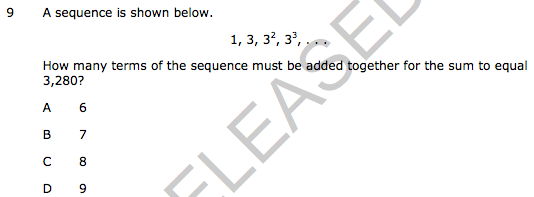 9 A sequence is shown below.
1, 3, 3², 3³, . . .
How many terms of the sequence must be added together for the sum to equal
3,280?
A 6
B 7
C 8
D 9
ELEASED